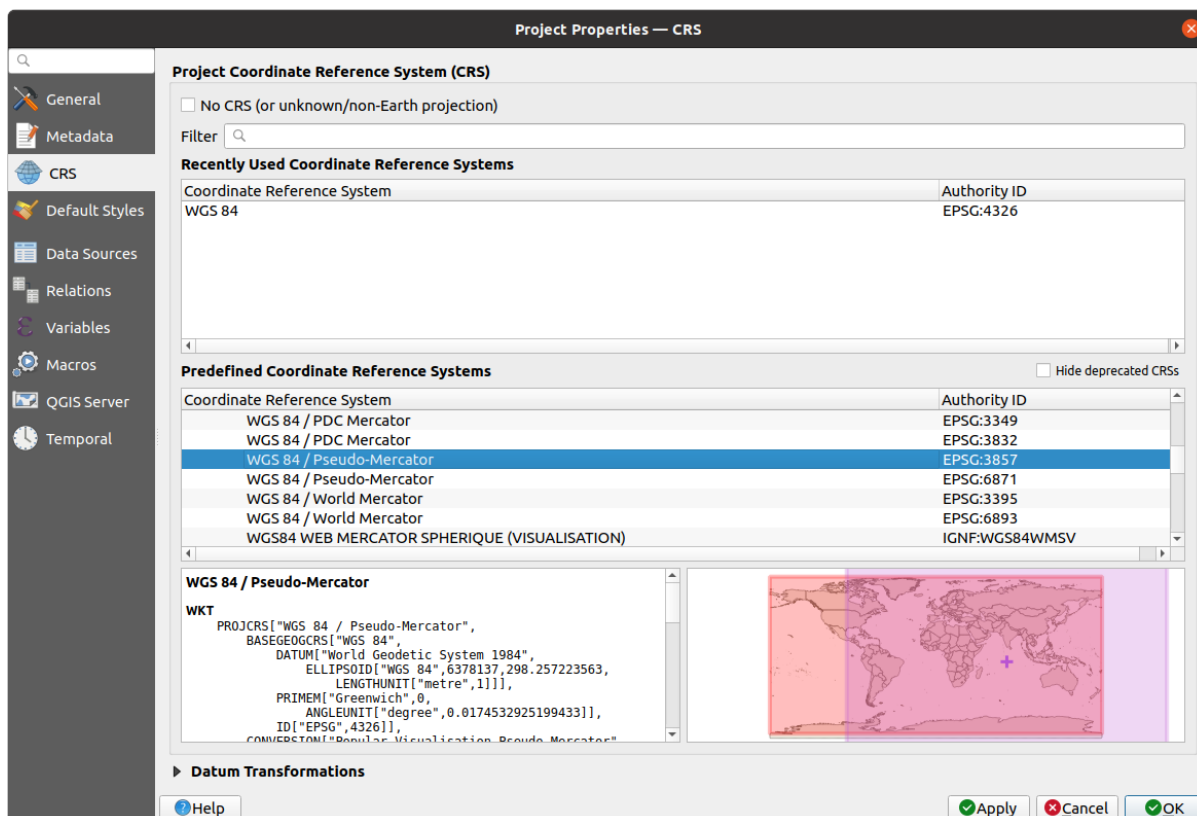 Project Properties — CRS
Project Coordinate Reference System (CRS)
General
Metadata
CRS
Default Styles
Data Sources
Relations
Variables
Macros
QGIS Server
Temporal
No CRS (or unknown/non-Earth projection)
Filter
Recently Used Coordinate Reference Systems
Coordinate Reference System Authority ID
WGS 84 EPSG:4326
Predefined Coordinate Reference Systems Hide deprecated CRSs
Coordinate Reference System Authority ID
WGS 84 / PDC Mercator EPSG:3349
WGS 84 / PDC Mercator EPSG:3832
WGS 84 / Pseudo-Mercator EPSG:3857
WGS 84 / Pseudo-Mercator EPSG:6871
WGS 84 / World Mercator EPSG:3395
WGS 84 / World Mercator EPSG:6893
WGS84 WEB MERCATOR SPHERIQUE (VISUALISATION) IGNF:WGS84WMSV
WGS 84 / Pseudo-Mercator
WKT
PROJCRS["WGS 84 / Pseudo-Mercator",
BASEGEOGCRS["WGS 84",
DATUM["World Geodetic System 1984",
ELLIPSOID["WGS 84",6378137,298.257223563,
LENGTHUNIT["metre",1]]],
PRIMEM["Greenwich",0,
ANGLEUNIT["degree",0.0174532925199433]],
ID["EPSG",4326]],
CONVERSION["Popular Visualisation Pseudo-Mercator"
Datum Transformations
Help
Apply
Cancel
OK